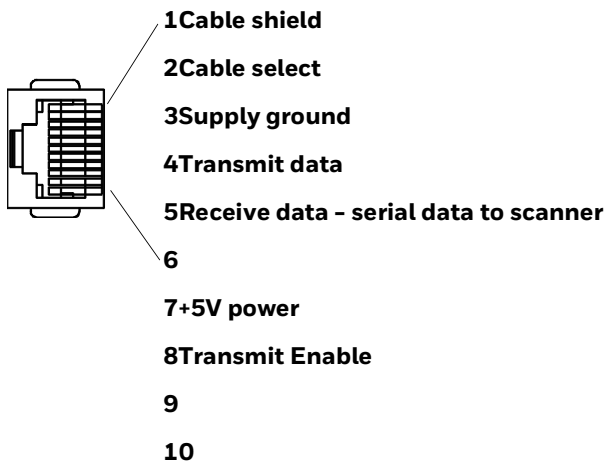 1Cable shield
2Cable select
3Supply ground
4Transmit data
5Receive data – serial data to scanner
6
7+5V power
8Transmit Enable
9
10